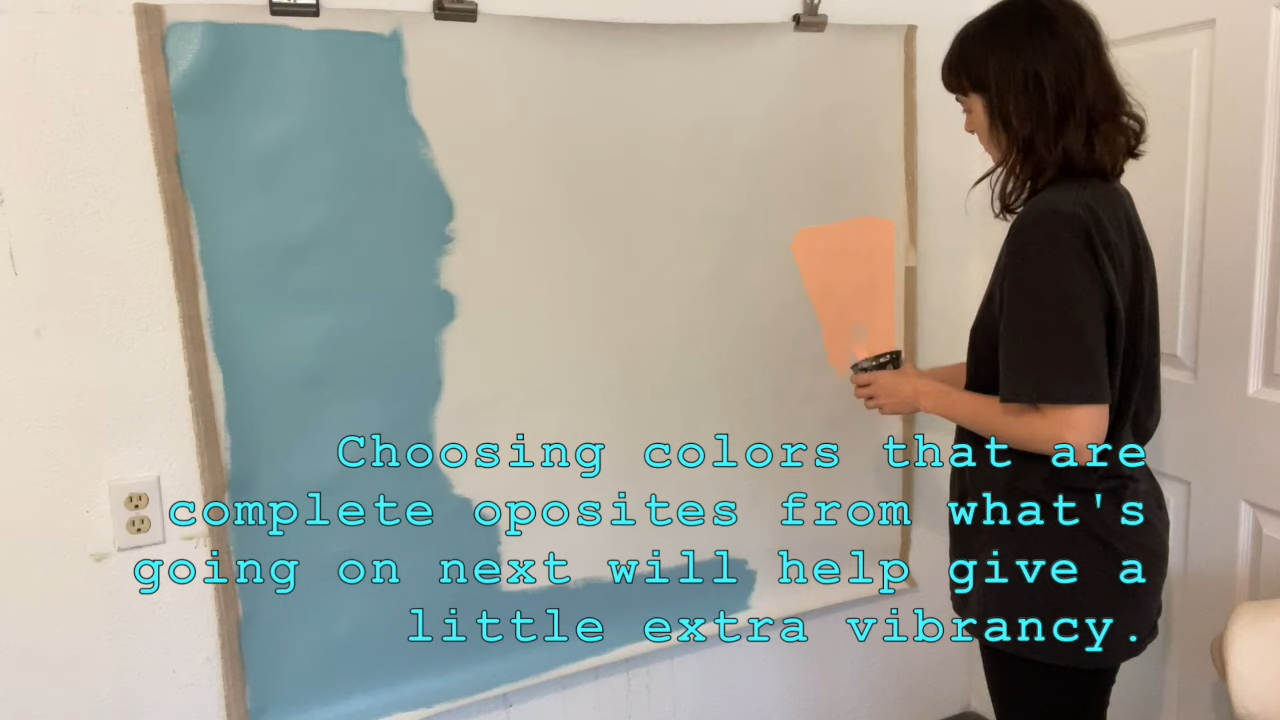 Choosing colors that are
complete oposites from what's
going on next will help give a
little extra vibrancy.